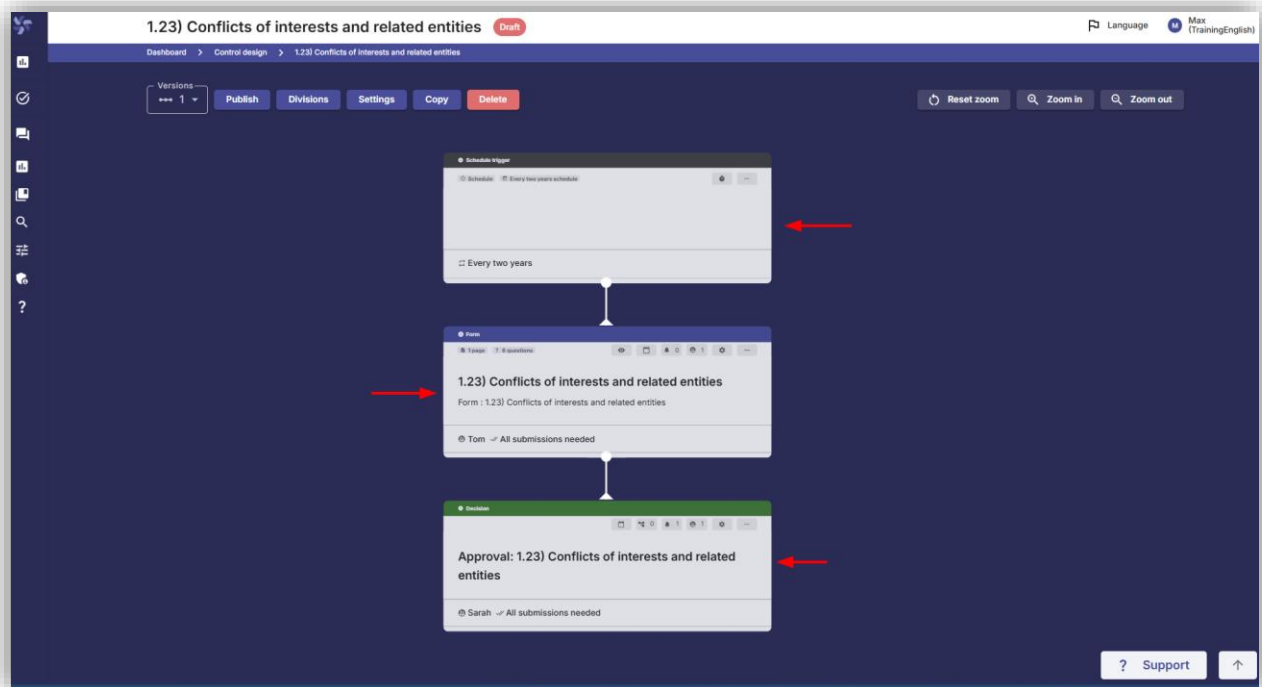 1.23) Conflicts of interests and related entities Draft
Language
M Max (TrainingEnglish)
Dashboard > Control design > 1.23) Conflicts of interests and related entities
Versions
1
Publish Divisions Settings Copy Delete
Reset zoom Zoom in Zoom out
Schedule trigger
Schedule Every two years schedule
Every two years
Form
1 page ? 6 questions 0 1
1.23) Conflicts of interests and related entities
Form : 1.23) Conflicts of interests and related entities
Tom All submissions needed
Decision
0 1 1
Approval: 1.23) Conflicts of interests and related
entities
Sarah All submissions needed
?
? Support